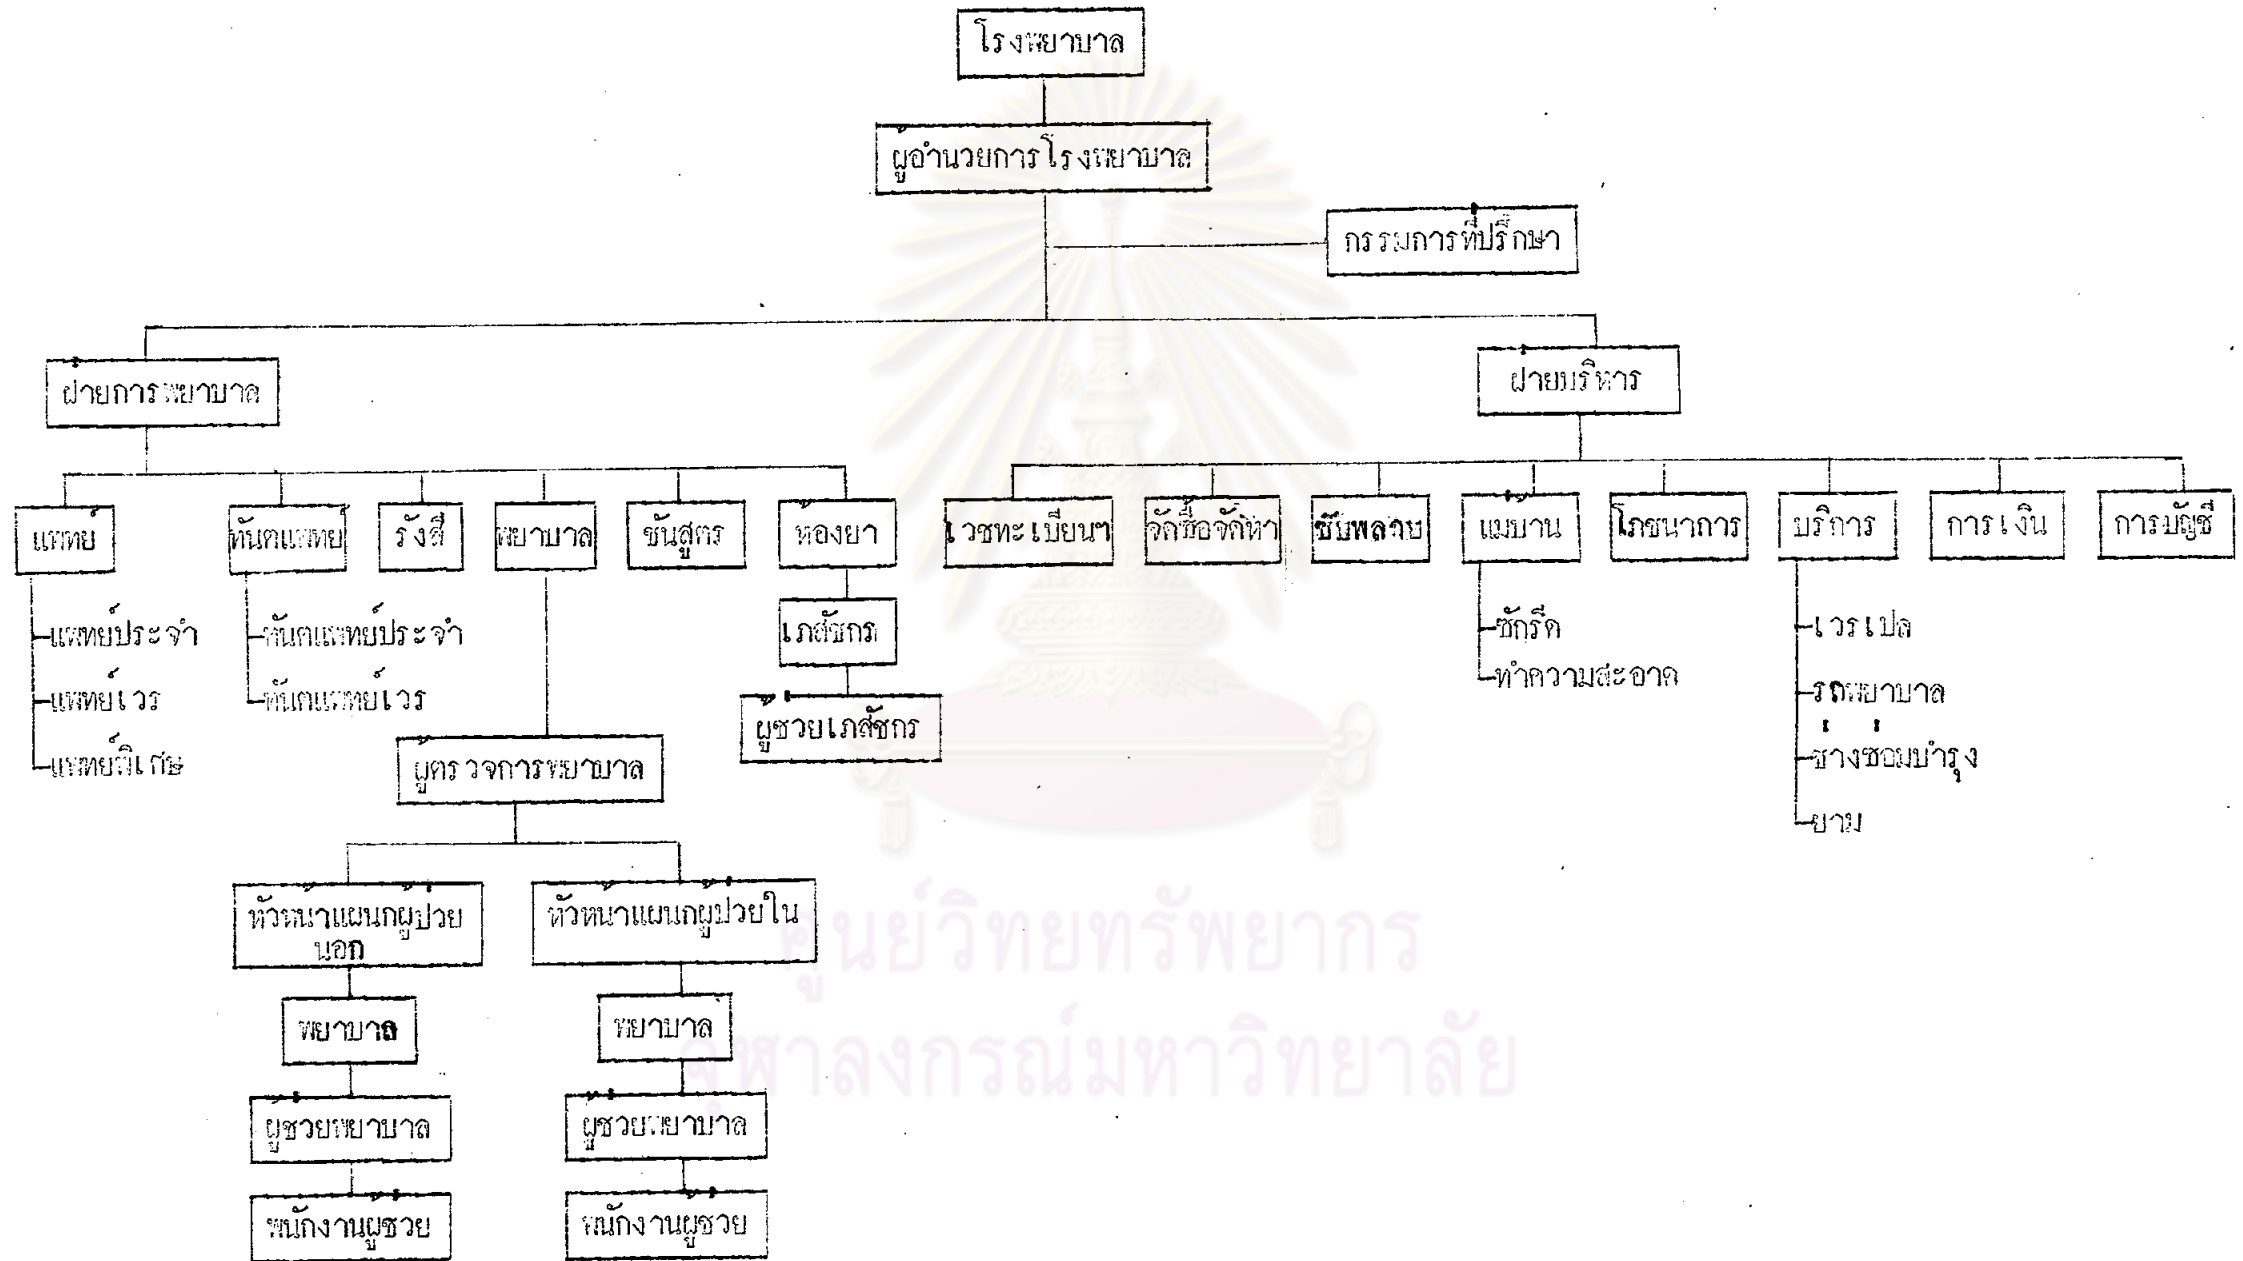 โรงพยาบาล
ผู้อำนวยการโรงพยาบาล
กรรมการที่ปรึกษา
ฝ่ายการพยาบาล
ฝ่ายบริหาร
แพทย์
ทันตแพทย์
รังสี
พยาบาล
ชันสูตร
ห้องยา
เวชทะเบียนฯ
จัดซื้อจัดหา
ซับพลาย
แม่บ้าน
โภชนาการ
บริการ
การเงิน
การบัญชี
แพทย์ประจำ
แพทย์เวร
แพทย์พิเศษ
ทันตแพทย์ประจำ
ทันตแพทย์เวร
เภสัชกร
ผู้ช่วยเภสัชกร
ซักรีด
ทำความสะอาด
เวรเปล
รถพยาบาล
ช่างซ่อมบำรุง
ยาม
ผู้ตรวจการพยาบาล
หัวหน้าแผนกผู้ป่วย
นอก
หัวหน้าแผนกผู้ป่วยใน
พยาบาล
พยาบาล
ผู้ช่วยพยาบาล
ผู้ช่วยพยาบาล
พนักงานผู้ช่วย
พนักงานผู้ช่วย
ศูนย์วิทยทรัพยากร
จุฬาลงกรณ์มหาวิทยาลัย